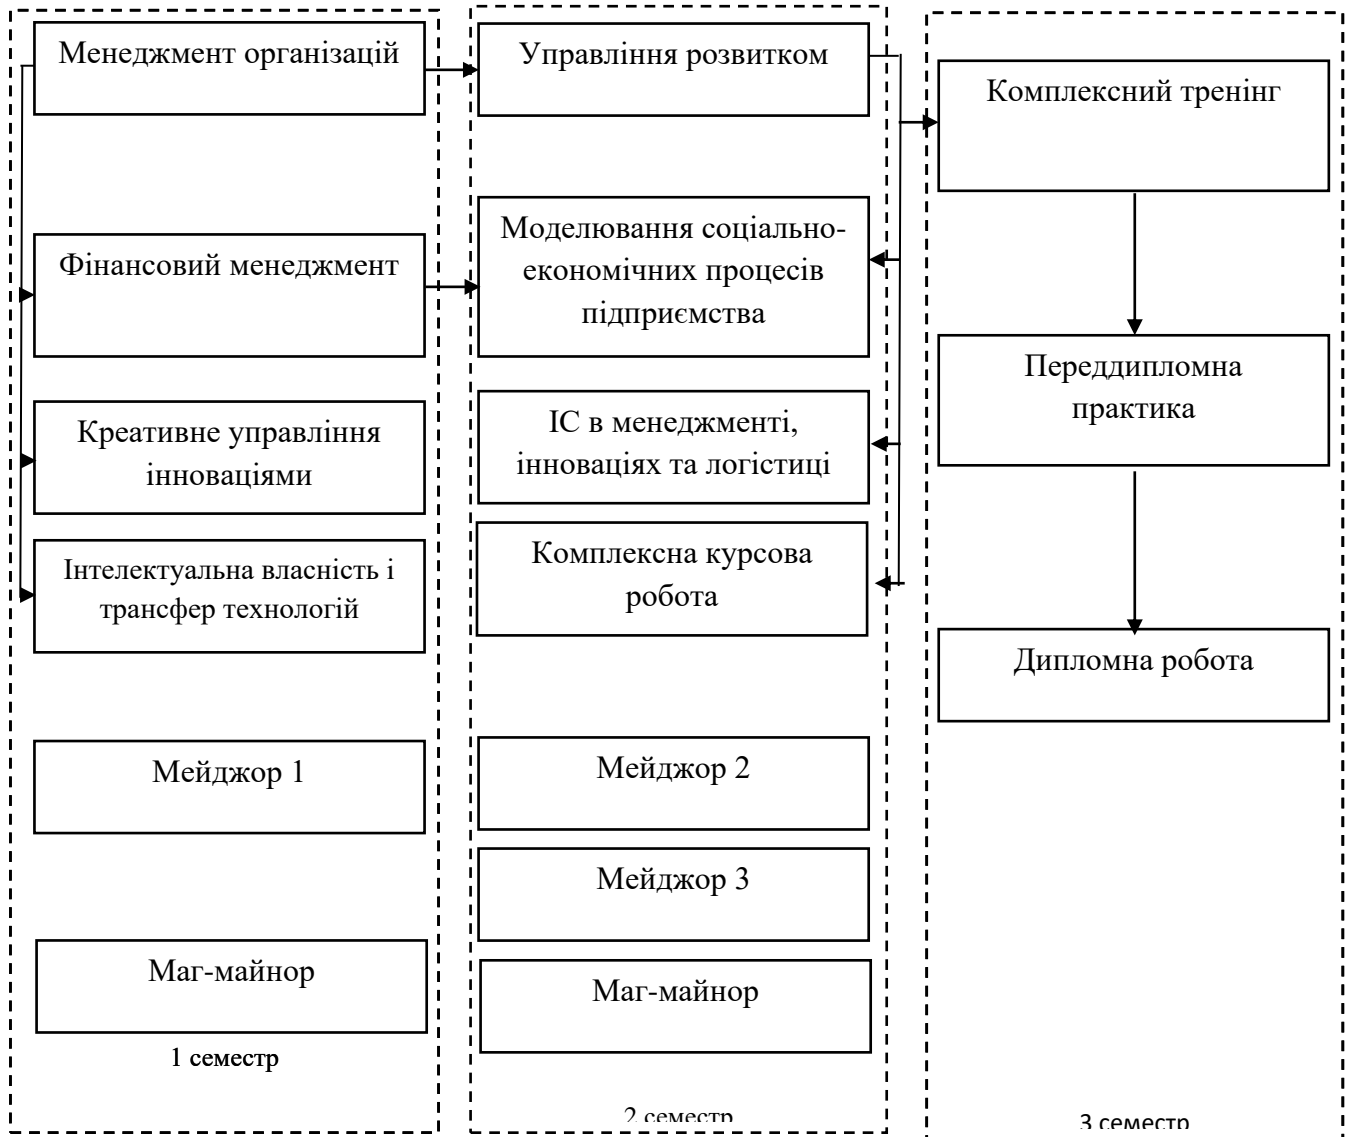 Менеджмент організацій
Фінансовий менеджмент
Креативне управління
інноваціями
Інтелектуальна власність і
трансфер технологій
Мейджор 1
Маг-майнор
1 семестр
Управління розвитком
Моделювання соціально-
економічних процесів
підприємства
ІС в менеджменті,
інноваціях та логістиці
Комплексна курсова
робота
Мейджор 2
Мейджор 3
Маг-майнор
2 семестр
Комплексний тренінг
Переддипломна
практика
Дипломна робота
3 семестр